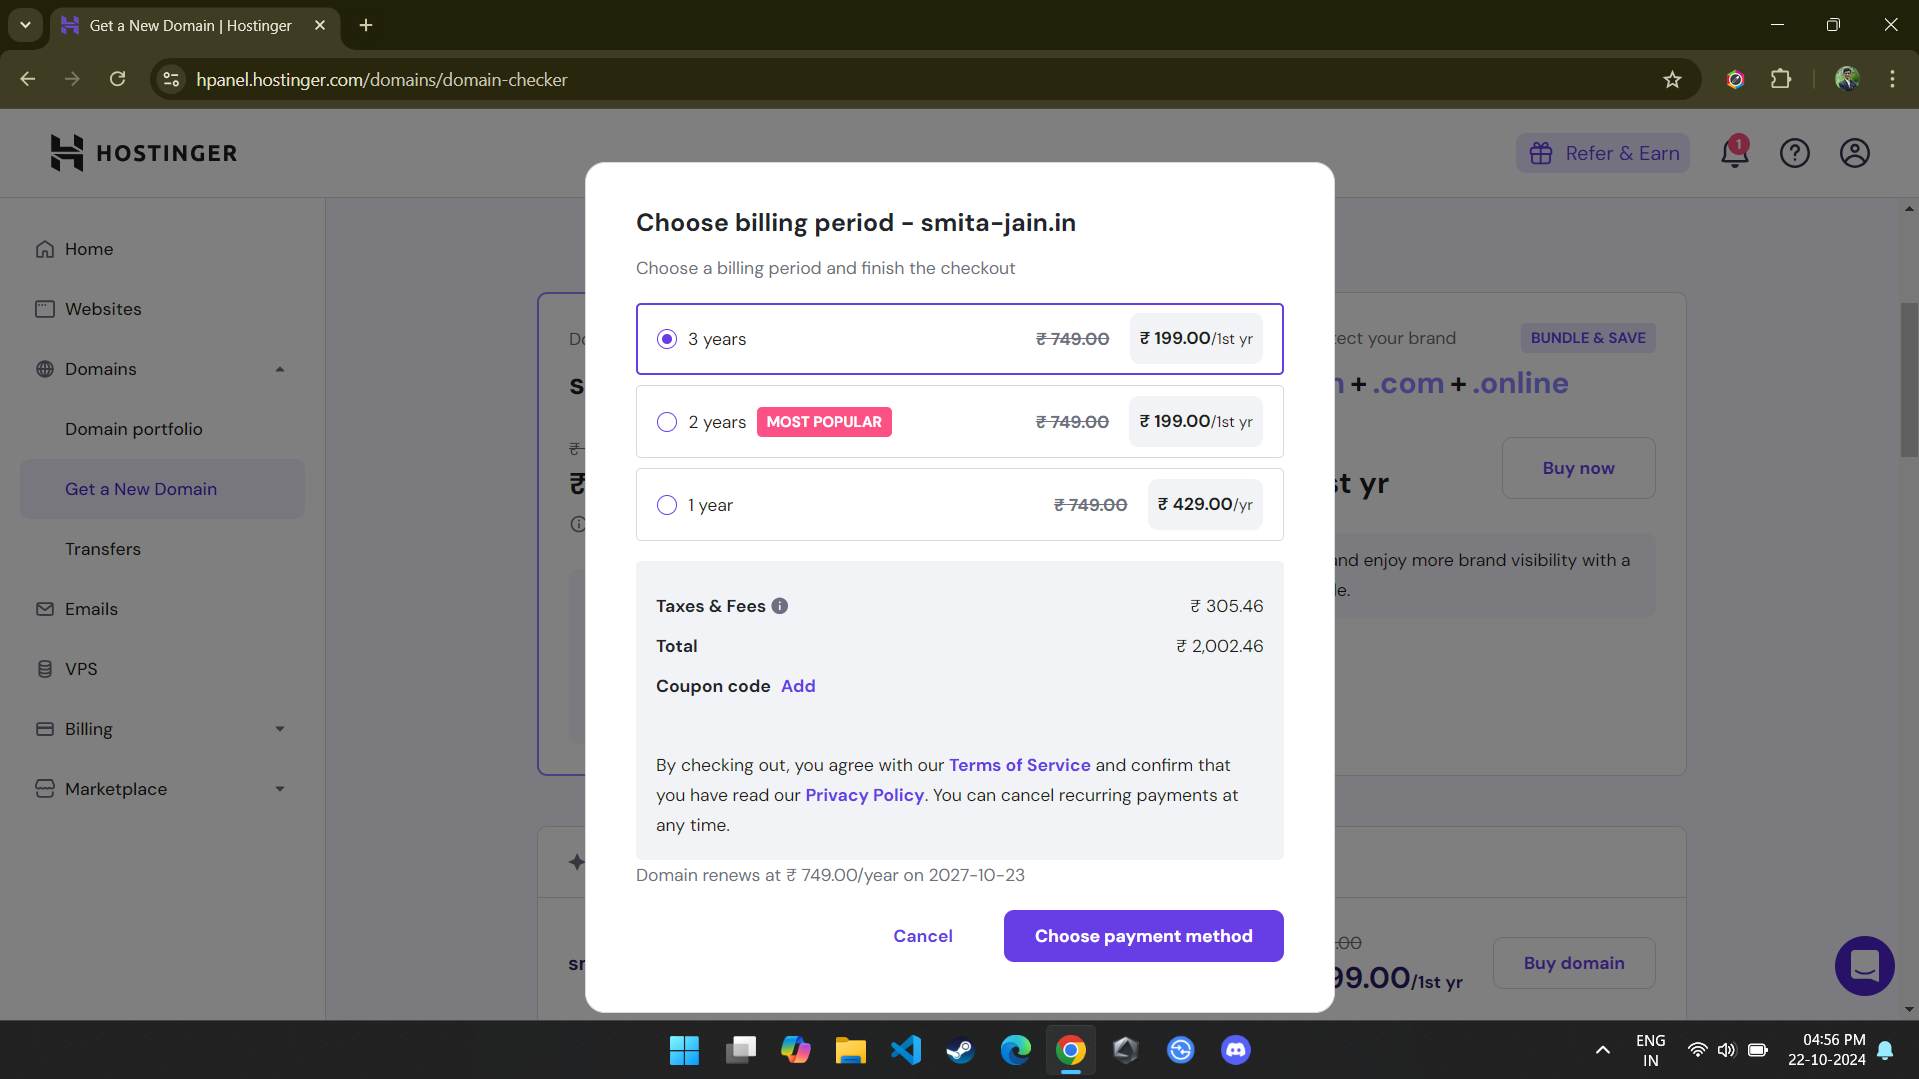 Get a New Domain | Hostinger
hpanel.hostinger.com/domains/domain-checker
HOSTINGER
Refer & Earn
1
Home
Websites
Domains
Domain portfolio
Get a New Domain
Transfers
Emails
VPS
Billing
Marketplace
Choose billing period - smita-jain.in
Choose a billing period and finish the checkout
3 years ₹ 749.00 ₹ 199.00/1st yr
2 years MOST POPULAR ₹ 749.00 ₹ 199.00/1st yr
1 year ₹ 749.00 ₹ 429.00/yr
Taxes & Fees ₹ 305.46
Total ₹ 2,002.46
Coupon code Add
By checking out, you agree with our Terms of Service and confirm that
you have read our Privacy Policy. You can cancel recurring payments at
any time.
Domain renews at ₹ 749.00/year on 2027-10-23
Cancel
Choose payment method
your brand
BUNDLE & SAVE
+ .com + .online
yr
Buy now
enjoy more brand visibility with a
.00
99.00/1st yr
Buy domain
ENG
IN
04:56 PM
22-10-2024